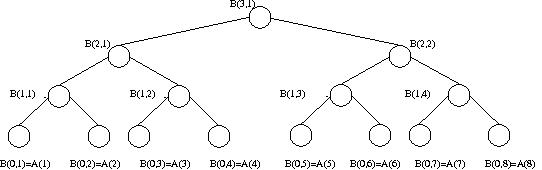 B(3,1)
B(2,1)
B(2,2)
B(1,1)
B(1,2)
B(1,3)
B(1,4)
B(0,1)=A(1)
B(0,2)=A(2)
B(0,3)=A(3)
B(0,4)=A(4)
B(0,5)=A(5)
B(0,6)=A(6)
B(0,7)=A(7)
B(0,8)=A(8)